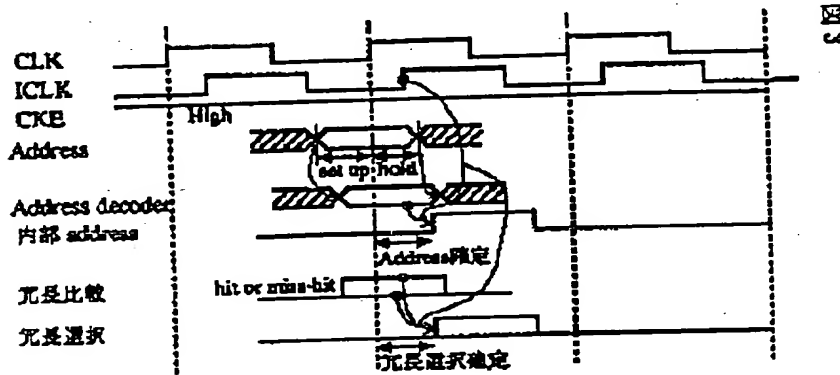 CLK
ICLK
CKE
High
Address
set up hold
Address decoder
内部 address
Address確定
冗長比較
hit or miss-hit
冗長選択
冗長選択確定